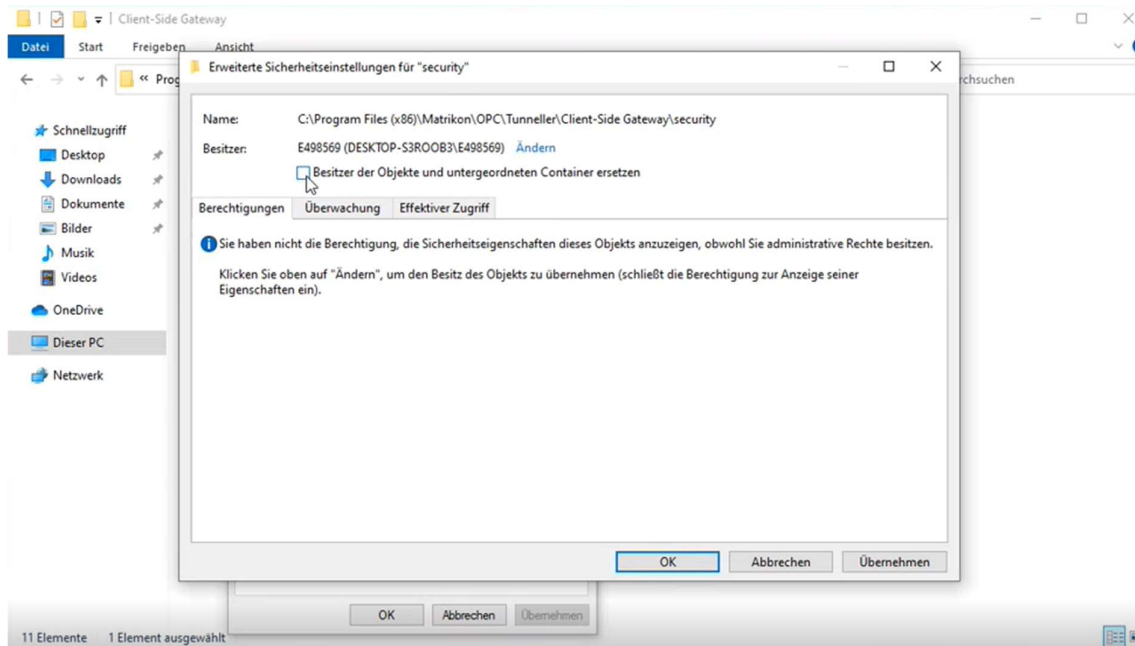 Client-Side Gateway
Datei Start Freigeben Ansicht
Erweiterte Sicherheitseinstellungen für "security"
Name: C:\Program Files (x86)\Matrikon\OPC\Tunneller\Client-Side Gateway\security
Besitzer: E498569 (DESKTOP-S3ROOB3\E498569) Ändern
Besitzer der Objekte und untergeordneten Container ersetzen
Berechtigungen Überwachung Effektiver Zugriff
Sie haben nicht die Berechtigung, die Sicherheitseigenschaften dieses Objekts anzuzeigen, obwohl Sie administrative Rechte besitzen.
Klicken Sie oben auf "Ändern", um den Besitz des Objekts zu übernehmen (schließt die Berechtigung zur Anzeige seiner
Eigenschaften ein).
OK Abbrechen Übernehmen
Schnellzugriff
Desktop
Downloads
Dokumente
Bilder
Musik
Videos
OneDrive
Dieser PC
Netzwerk
OK Abbrechen Übernehmen
11 Elemente 1 Element ausgewählt